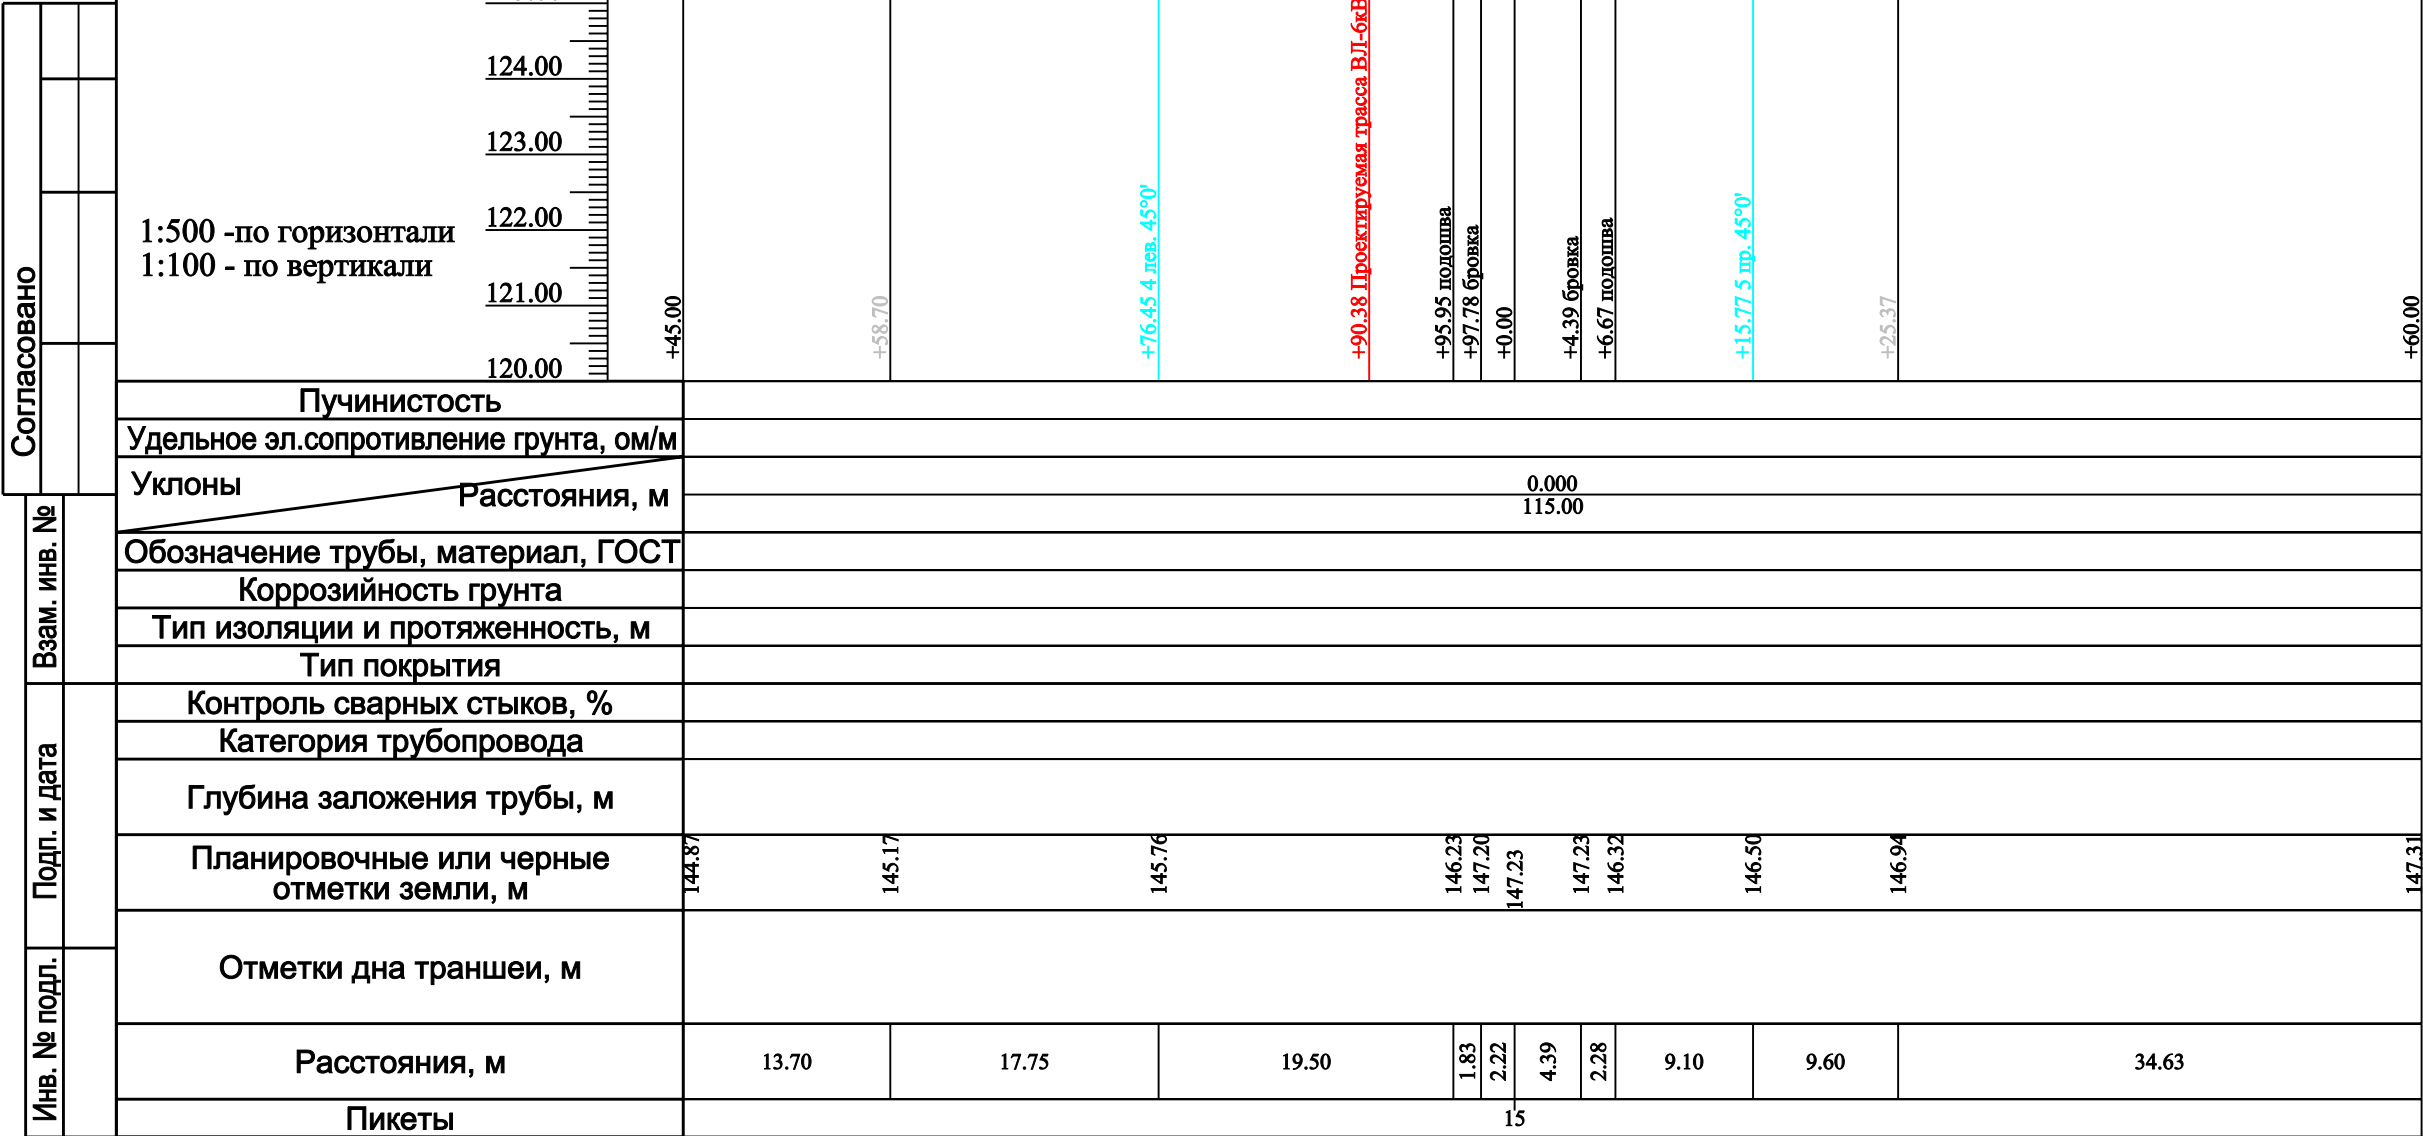 124.00
123.00
122.00
121.00
120.00
1:500 -по горизонтали
1:100 - по вертикали
+45.00
+58.70
+76.45 4 лев. 45°0'
+90.38 Проектируемая трасса ВЛ-6кВ
+95.95 подошва
+97.78 бровка
+0.00
+4.39 бровка
+6.67 подошва
+15.77 5 пр. 45°0'
+25.37
+60.00
Согласовано
Взам. инв. №
Подп. и дата
Инв. № подл.
Пучинистость
Удельное эл.сопротивление грунта, ом/м
Уклоны
Расстояния, м
0.000
115.00
Обозначение трубы, материал, ГОСТ
Коррозийность грунта
Тип изоляции и протяженность, м
Тип покрытия
Контроль сварных стыков, %
Категория трубопровода
Глубина заложения трубы, м
Планировочные или черные
отметки земли, м
144.87
145.17
145.76
146.23
147.20
147.23
147.23
146.32
146.50
146.94
147.31
Отметки дна траншеи, м
Расстояния, м
13.70
17.75
19.50
1.83
2.22
4.39
2.28
9.10
9.60
34.63
Пикеты
15